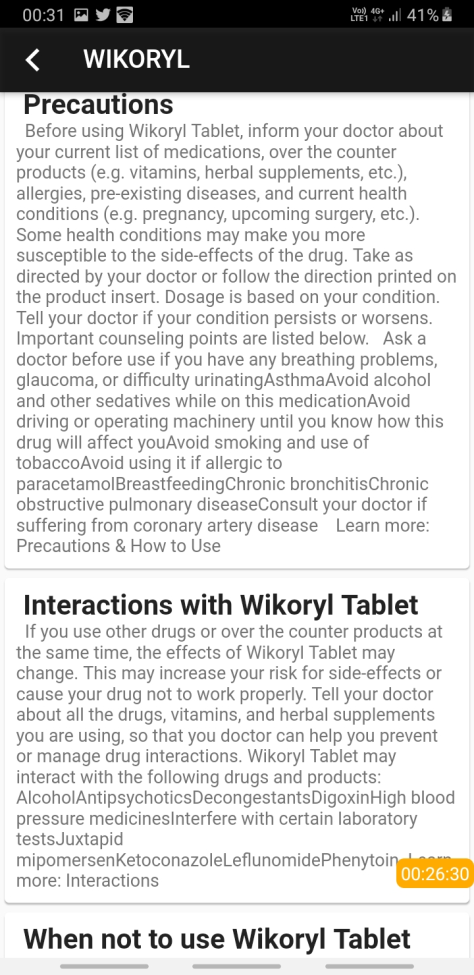 00:31
Vo)) 4G+
LTE1
41%
WIKORYL
Precautions
Before using Wikoryl Tablet, inform your doctor about
your current list of medications, over the counter
products (e.g. vitamins, herbal supplements, etc.),
allergies, pre-existing diseases, and current health
conditions (e.g. pregnancy, upcoming surgery, etc.).
Some health conditions may make you more
susceptible to the side-effects of the drug. Take as
directed by your doctor or follow the direction printed on
the product insert. Dosage is based on your condition.
Tell your doctor if your condition persists or worsens.
Important counseling points are listed below. Ask a
doctor before use if you have any breathing problems,
glaucoma, or difficulty urinatingAsthmaAvoid alcohol
and other sedatives while on this medicationAvoid
driving or operating machinery until you know how this
drug will affect youAvoid smoking and use of
tobaccoAvoid using it if allergic to
paracetamolBreastfeedingChronic bronchitisChronic
obstructive pulmonary diseaseConsult your doctor if
suffering from coronary artery disease Learn more:
Precautions & How to Use
Interactions with Wikoryl Tablet
If you use other drugs or over the counter products at
the same time, the effects of Wikoryl Tablet may
change. This may increase your risk for side-effects or
cause your drug not to work properly. Tell your doctor
about all the drugs, vitamins, and herbal supplements
you are using, so that you doctor can help you prevent
or manage drug interactions. Wikoryl Tablet may
interact with the following drugs and products:
AlcoholAntipsychoticsDecongestantsDigoxinHigh blood
pressure medicinesInterfere with certain laboratory
testsJuxtapid
mipomersenKetoconazoleLeflunomidePhenytoin Learn
more: Interactions
00:26:30
When not to use Wikoryl Tablet